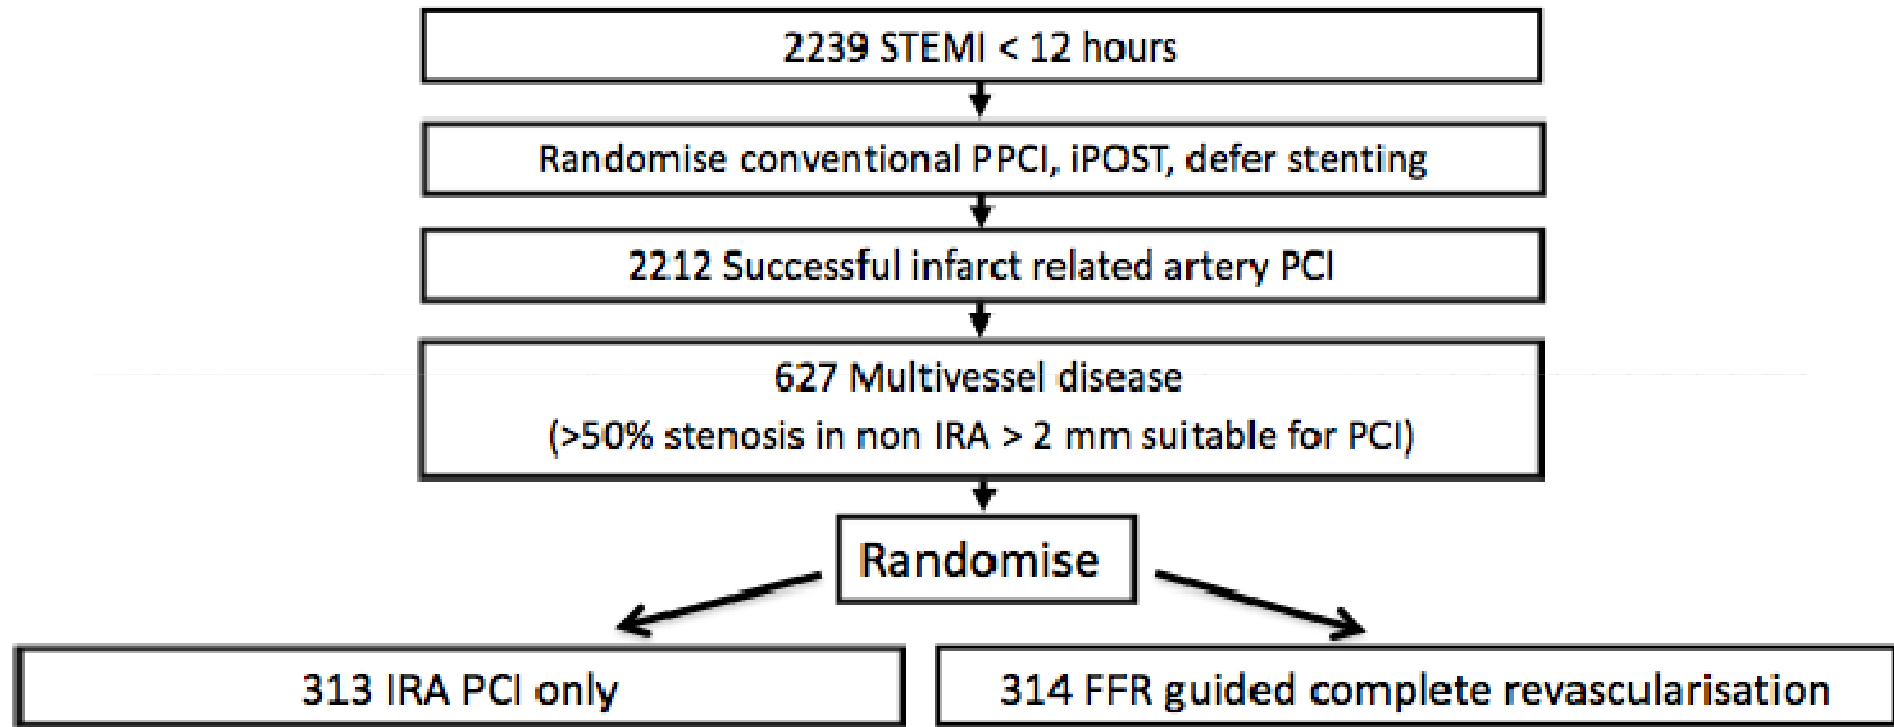 2239 STEMI < 12 hours
Randomise conventional PPCI, iPOST, defer stenting
2212 Successful infarct related artery PCI
627 Multivessel disease
(>50% stenosis in non IRA > 2 mm suitable for PCI)
Randomise
313 IRA PCI only
314 FFR guided complete revascularisation